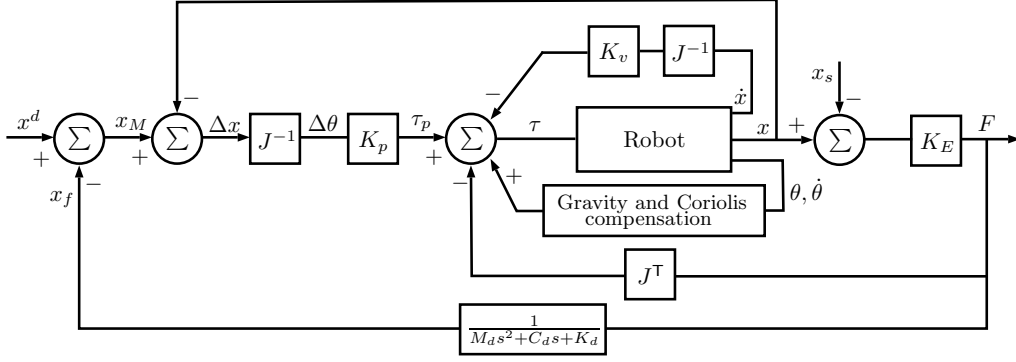 K_v
J^{-1}
x_s
−
−
ẋ
−
x^d
+
∑
x_M
+
∑
Δx
J^{-1}
Δθ
K_p
τ_p
+
∑
τ
Robot
x
+
∑
K_E
F
x_f
−
−
+
θ, θ̇
Gravity and Coriolis
compensation
J^T
1
M_d s^2+C_d s+K_d